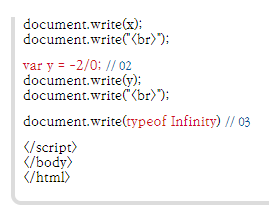 document.write(x);
document.write("<br>");
var y = -2/0; // 02
document.write(y);
document.write("<br>");
document.write(typeof Infinity) // 03
</script>
</body>
</html>